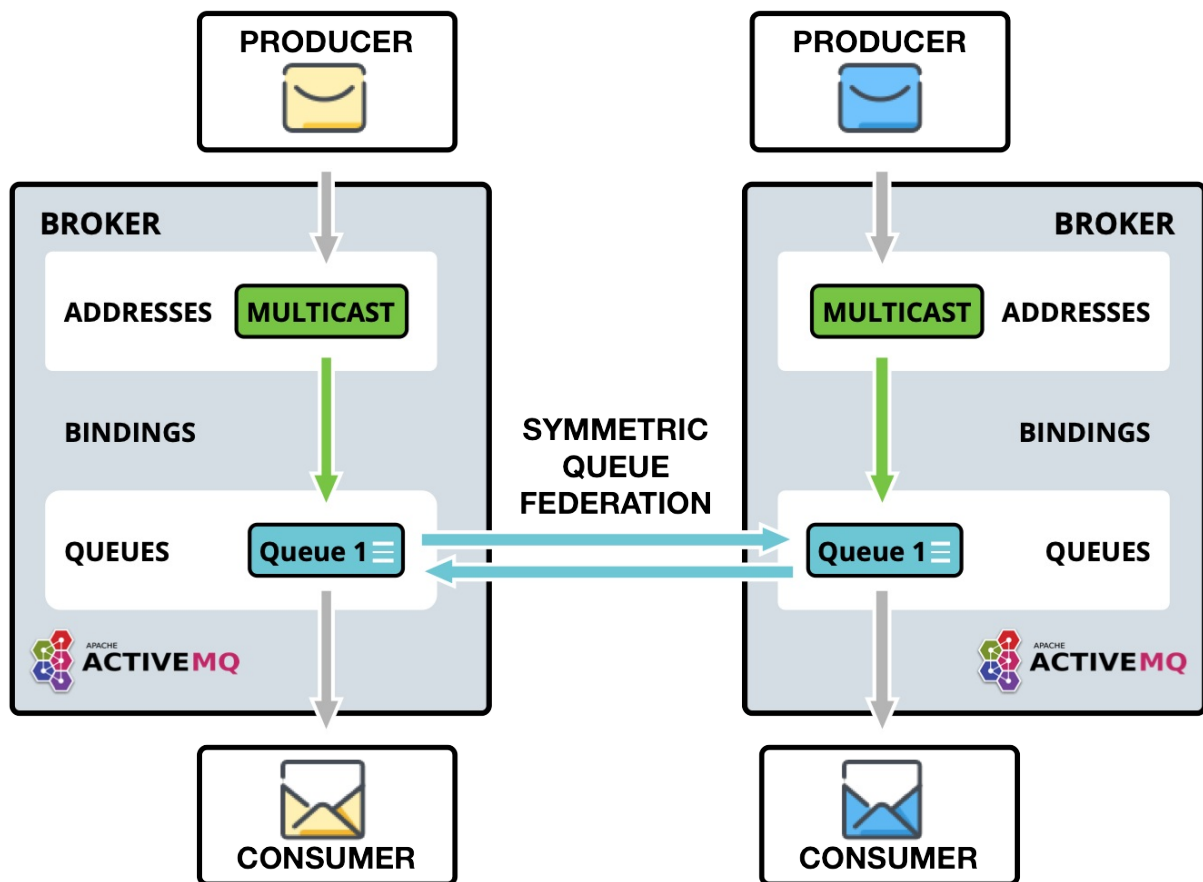 PRODUCER
PRODUCER
BROKER
BROKER
ADDRESSES
MULTICAST
MULTICAST
ADDRESSES
BINDINGS
SYMMETRIC
QUEUE
FEDERATION
BINDINGS
QUEUES
Queue 1
Queue 1
QUEUES
APACHE
ACTIVEMQ
APACHE
ACTIVEMQ
CONSUMER
CONSUMER